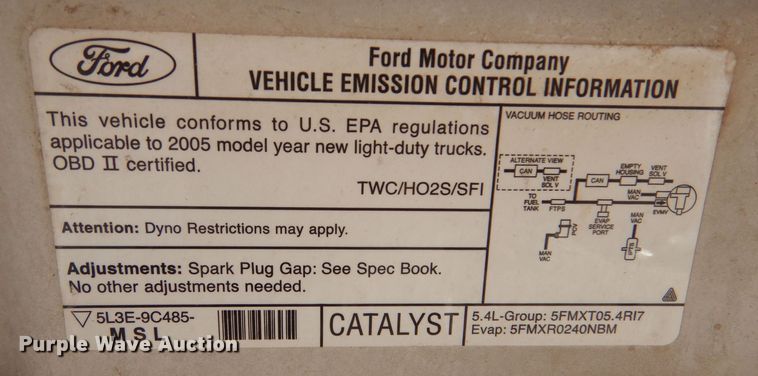 Ford
Ford Motor Company
VEHICLE EMISSION CONTROL INFORMATION
This vehicle conforms to U.S. EPA regulations
applicable to 2005 model year new light-duty trucks.
OBD II certified.
TWC/HO2S/SFI
Attention: Dyno Restrictions may apply.
Adjustments: Spark Plug Gap: See Spec Book.
No other adjustments needed.
VACUUM HOSE ROUTING
ALTERNATE VIEW
CAN
VENT
SOL V
CAN
EMPTY
HOUSING
VENT
SOL V
TO
FUEL
TANK
FTPS
EVAP
SERVICE
PORT
MAN
VAC
EVMV
PCV
MAN
VAC
MAN
VAC
5L3E-9C485-
M S L
CATALYST
5.4L-Group: 5FMXT05.4RI7
Evap: 5FMXR0240NBM
Purple Wave Auction